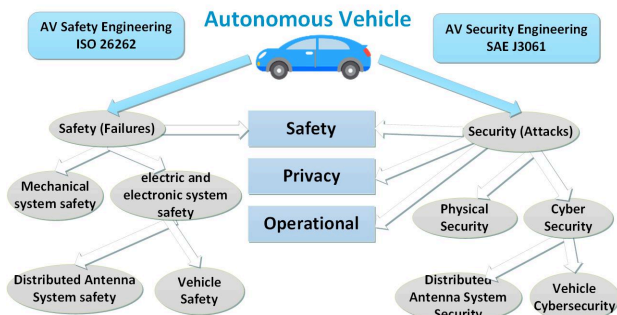 Autonomous Vehicle
AV Safety Engineering
ISO 26262
AV Security Engineering
SAE J3061
Safety (Failures)
Safety
Security (Attacks)
Mechanical
system safety
electric and
electronic system
safety
Privacy
Operational
Physical
Security
Cyber
Security
Distributed Antenna
System safety
Vehicle
Safety
Distributed
Antenna System
Security
Vehicle
Cybersecurity